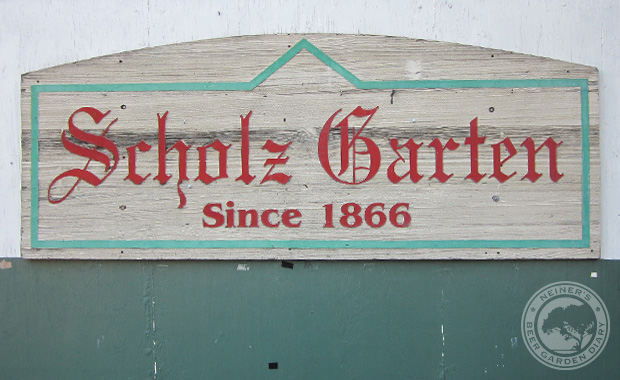 Scholz Garten
Since 1866
NEINER'S
BEER GARDEN DIARY